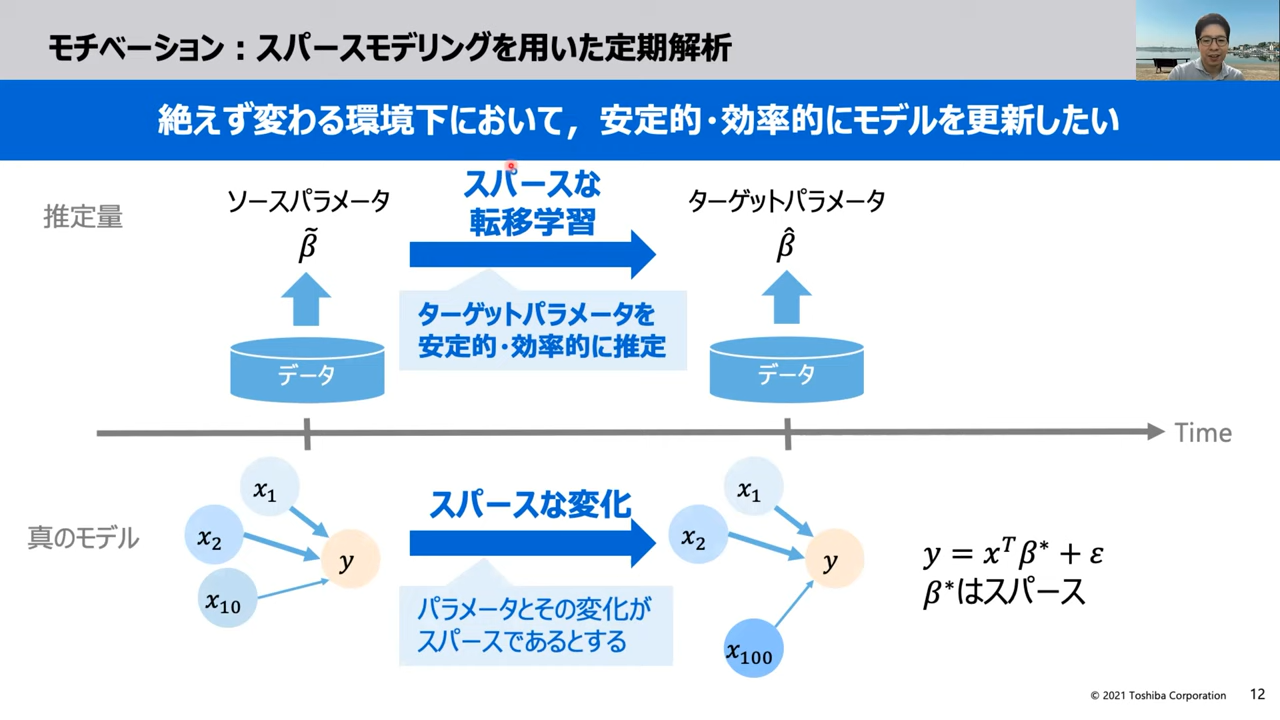 モチベーション：スパースモデリングを用いた定期解析
絶えず変わる環境下において，安定的・効率的にモデルを更新したい
推定量
ソースパラメータ
β̃
スパースな
転移学習
ターゲットパラメータ
β̂
ターゲットパラメータを
安定的・効率的に推定
データ
データ
Time
真のモデル
x₁
x₂
x₁₀
y
スパースな変化
パラメータとその変化が
スパースであるとする
x₁
x₂
x₁₀₀
y
y = xᵀβ* + ε
β*はスパース
© 2021 Toshiba Corporation 12